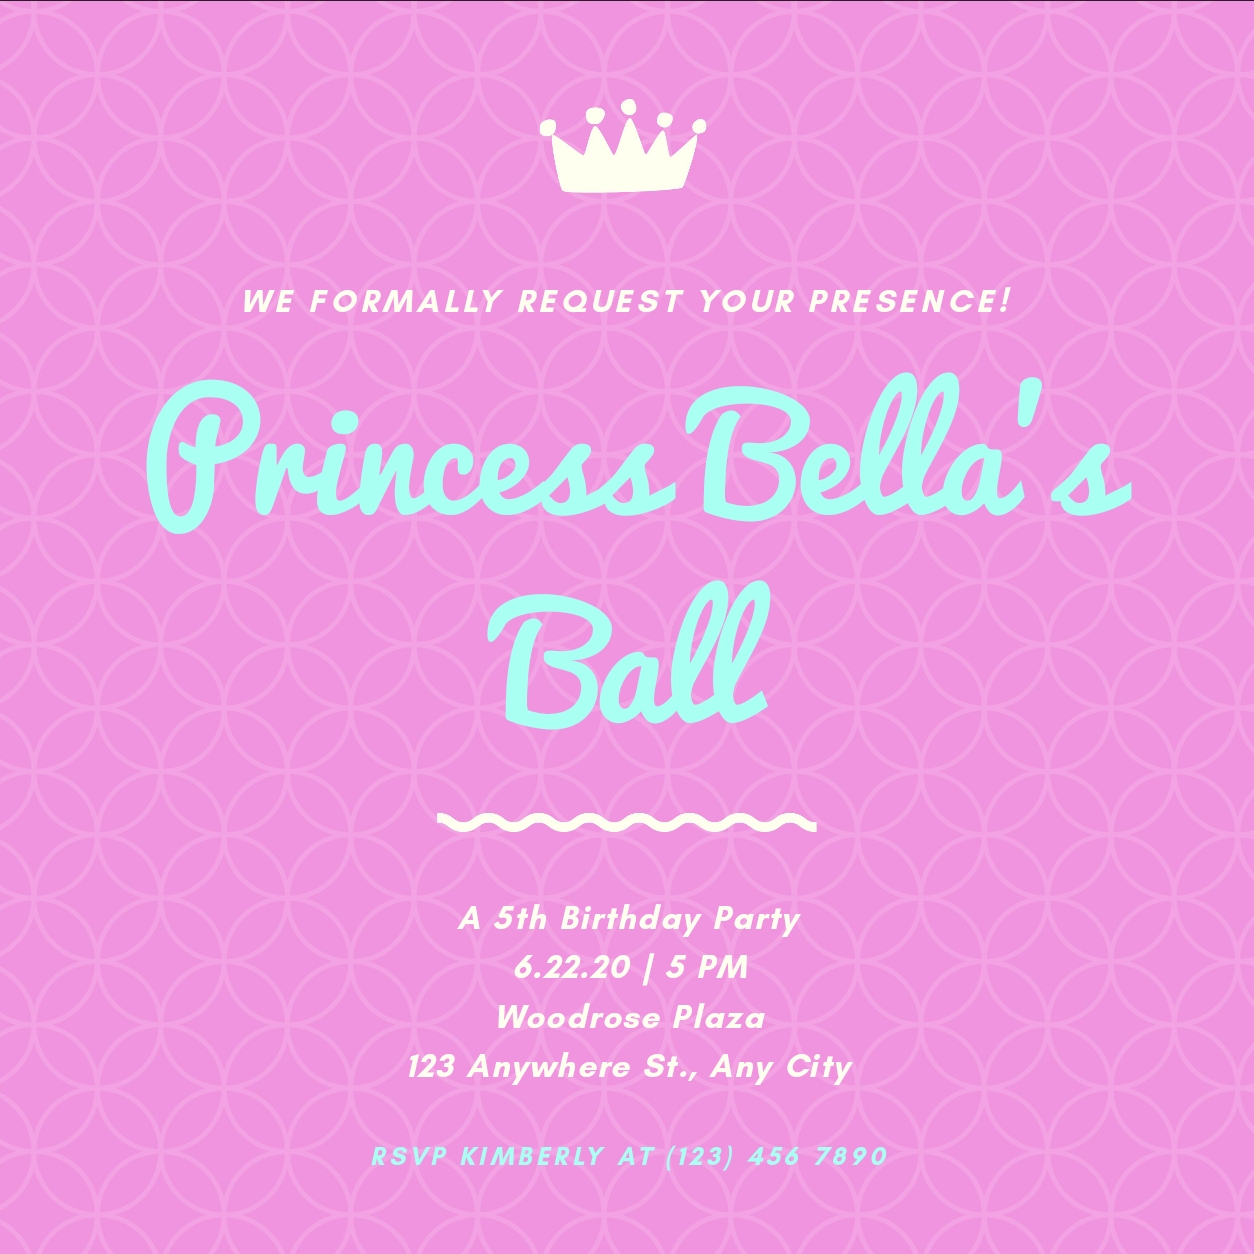 WE FORMALLY REQUEST YOUR PRESENCE!
Princess Bella's
Ball
A 5th Birthday Party
6.22.20 | 5 PM
Woodrose Plaza
123 Anywhere St., Any City
RSVP KIMBERLY AT (123) 456 7890